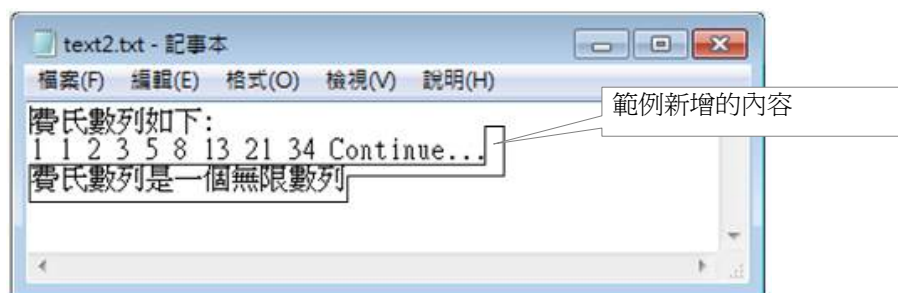 text2.txt - 記事本
檔案(F) 編輯(E) 格式(O) 檢視(V) 說明(H)
範例新增的內容
費氏數列如下:
1 1 2 3 5 8 13 21 34 Continue...
費氏數列是一個無限數列